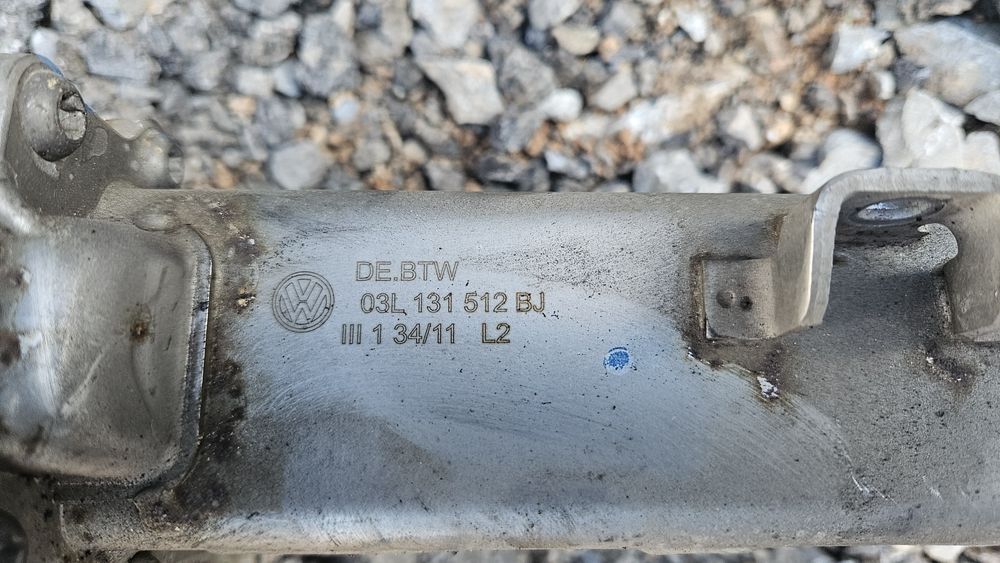 DE.BTW
03L 131 512 BJ
III 1 34/11 L2